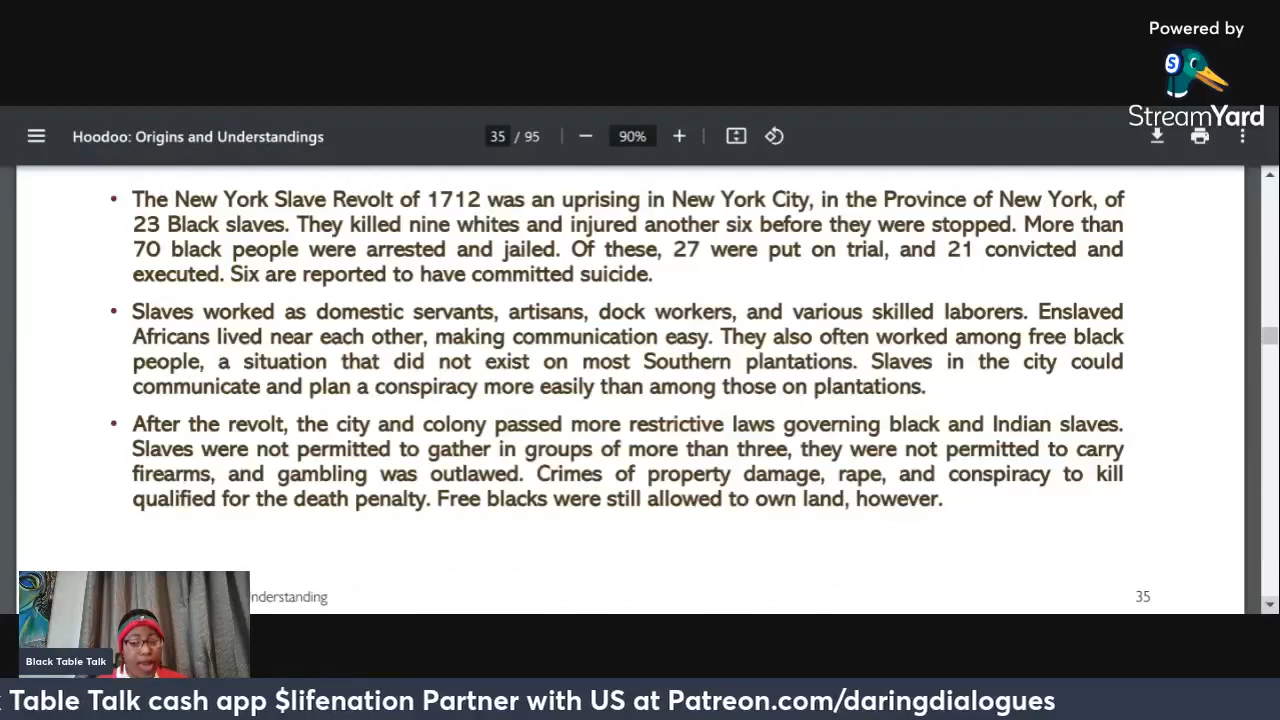 Powered by
S
StreamYard
Hoodoo: Origins and Understandings
35 / 95
90%
• The New York Slave Revolt of 1712 was an uprising in New York City, in the Province of New York, of
23 Black slaves. They killed nine whites and injured another six before they were stopped. More than
70 black people were arrested and jailed. Of these, 27 were put on trial, and 21 convicted and
executed. Six are reported to have committed suicide.
• Slaves worked as domestic servants, artisans, dock workers, and various skilled laborers. Enslaved
Africans lived near each other, making communication easy. They also often worked among free black
people, a situation that did not exist on most Southern plantations. Slaves in the city could
communicate and plan a conspiracy more easily than among those on plantations.
• After the revolt, the city and colony passed more restrictive laws governing black and Indian slaves.
Slaves were not permitted to gather in groups of more than three, they were not permitted to carry
firearms, and gambling was outlawed. Crimes of property damage, rape, and conspiracy to kill
qualified for the death penalty. Free blacks were still allowed to own land, however.
nderstanding
35
Black Table Talk
Table Talk cash app $lifenation Partner with US at Patreon.com/daringdialogues